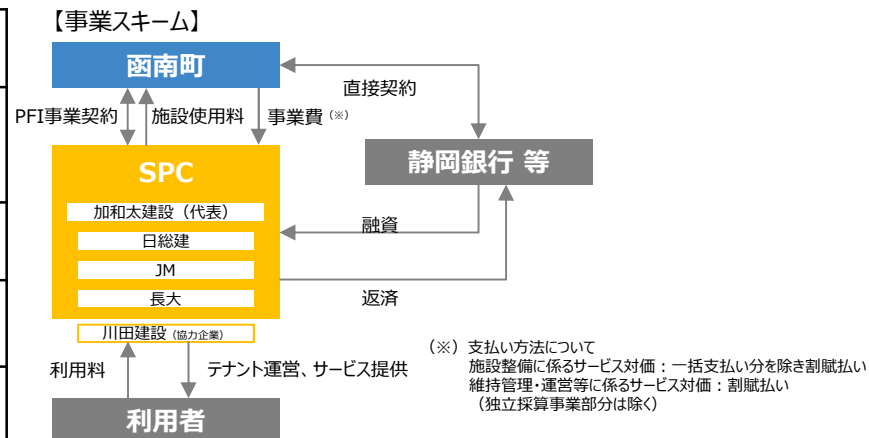 【事業スキーム】
函南町
直接契約
PFI事業契約
施設使用料
事業費（※）
静岡銀行 等
SPC
加和太建設（代表）
日総建
JM
長大
融資
返済
川田建設（協力企業）
利用料
テナント運営、サービス提供
利用者
（※）支払い方法について
施設整備に係るサービス対価：一括支払い分を除き割賦払い
維持管理・運営等に係るサービス対価：割賦払い
（独立採算事業部分は除く）